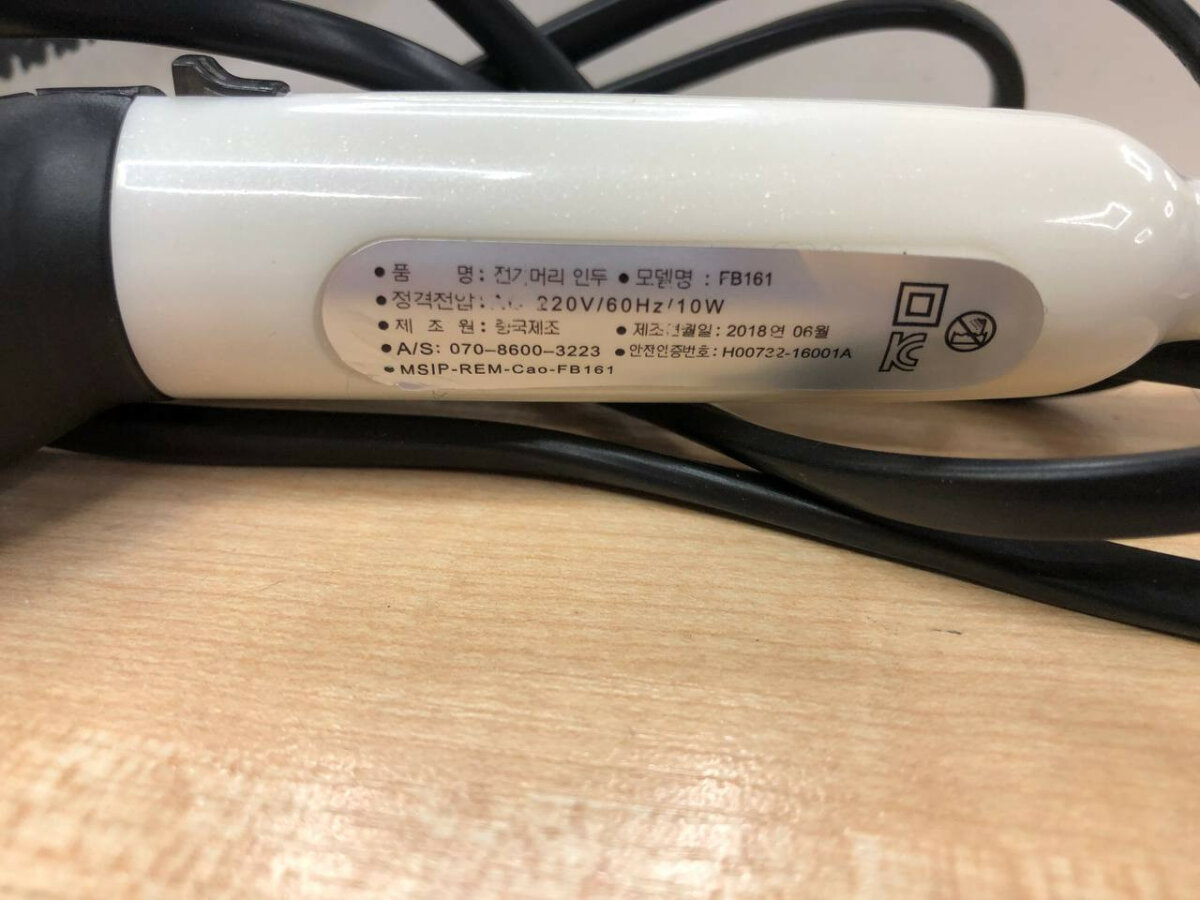 ● 품 명 : 전기머리 인두 ● 모델명 : FB161
● 정격전압 : AC 220V/60Hz/10W
● 제 조 원 : 한국제조 ● 제조년월일 : 2018년 06월
● A/S: 070-8600-3223 ● 안전인증번호 : H00732-16001A
● MSIP-REM-Cao-FB161